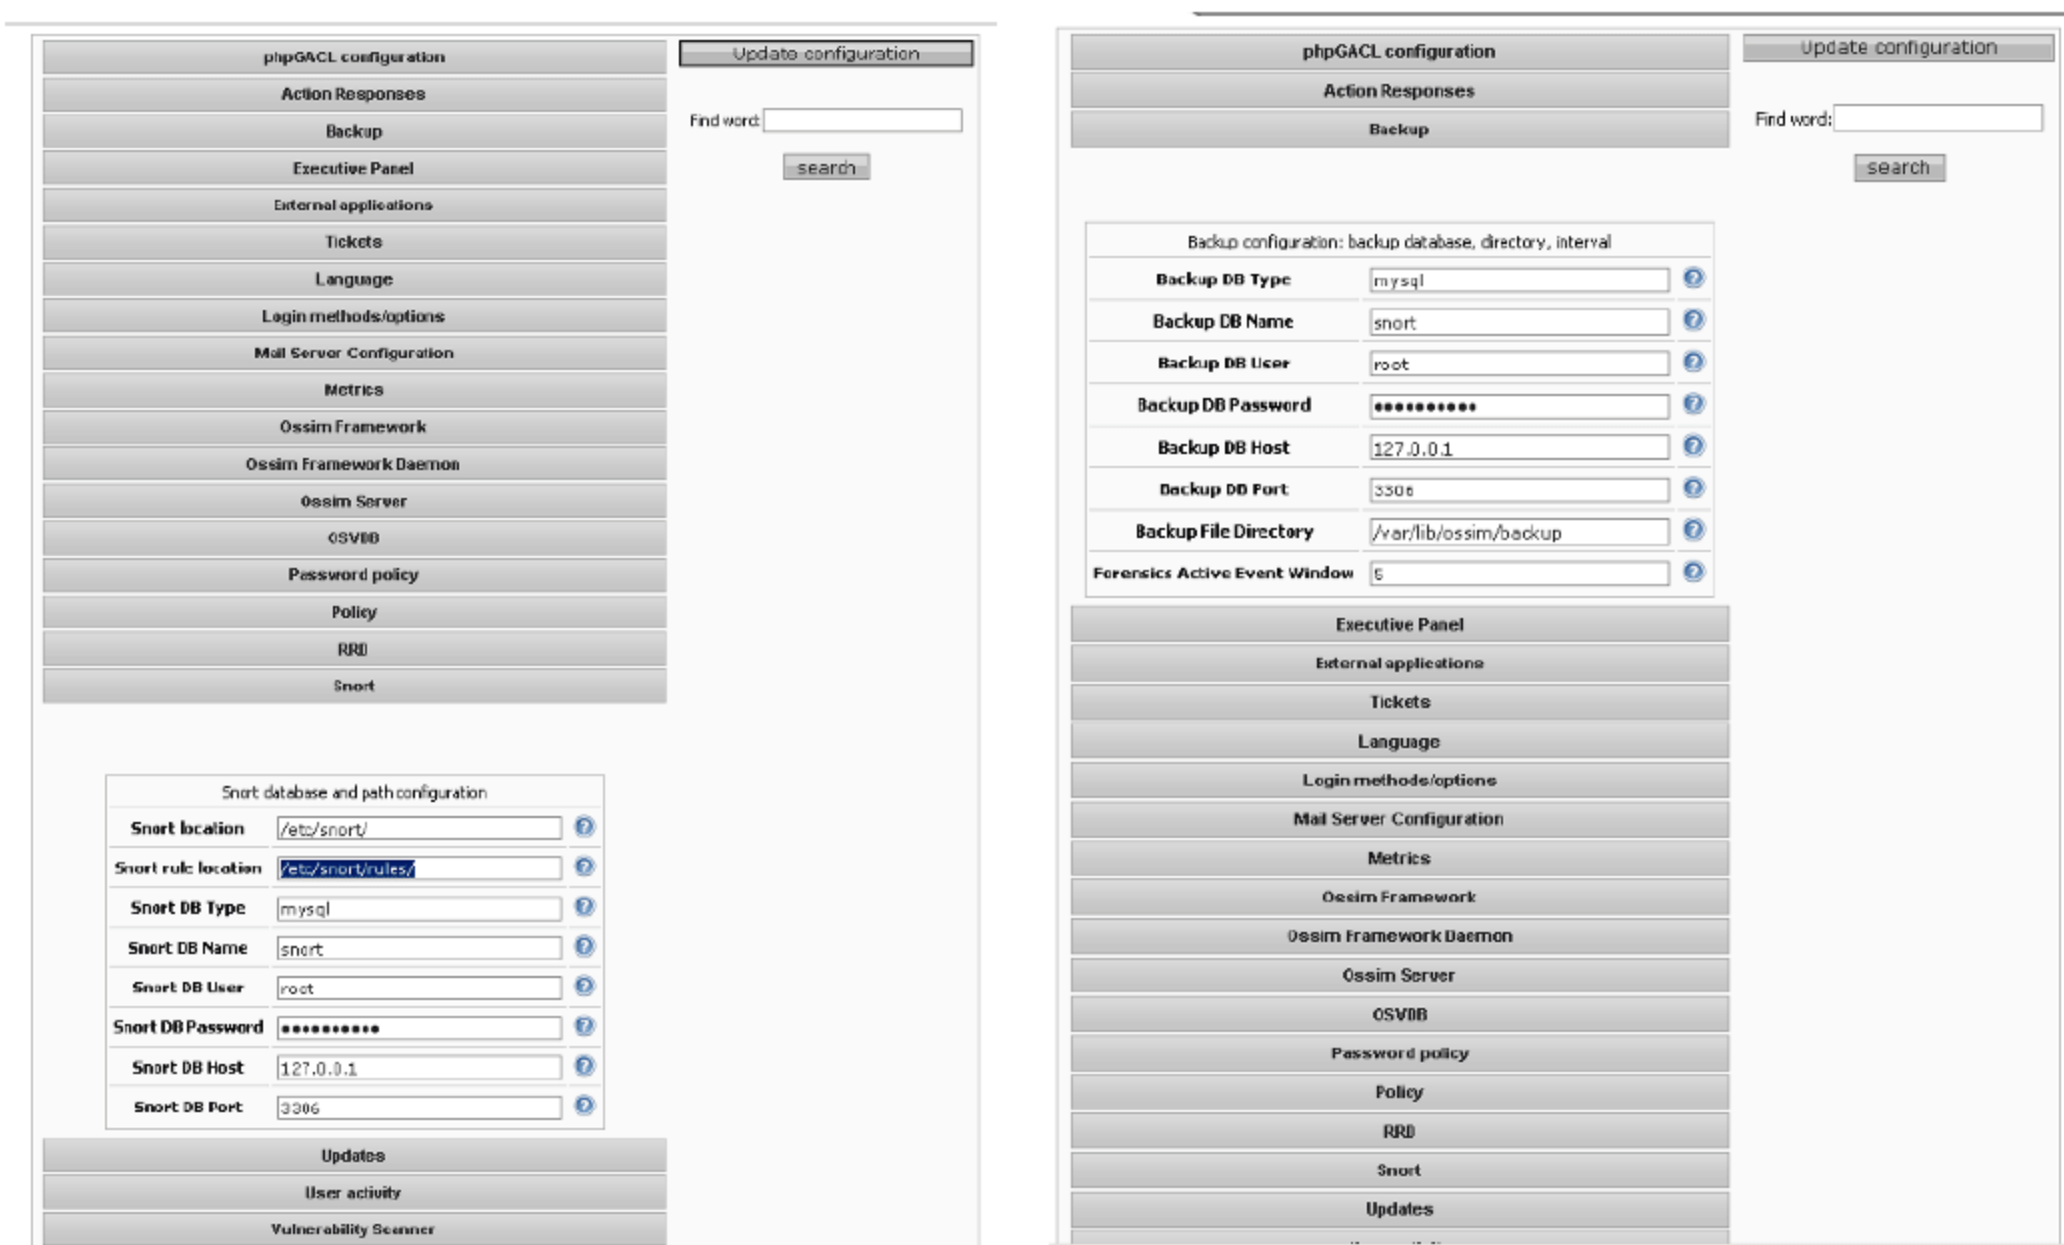 phpGACL configuration
Update configuration
Action Responses
Find word:
Backup
search
Executive Panel
External applications
Tickets
Language
Login methods/options
Mail Server Configuration
Metrics
Ossim Framework
Ossim Framework Daemon
Ossim Server
OSVDB
Password policy
Policy
RRD
Snort
Snort database and path configuration
Snort location /etc/snort/
Snort rule location /etc/snort/rules/
Snort DB Type mysql
Snort DB Name snort
Snort DB User root
Snort DB Password ••••••••••
Snort DB Host 127.0.0.1
Snort DB Port 3306
Updates
User activity
Vulnerability Scanner
phpGACL configuration
Update configuration
Action Responses
Find word:
Backup
search
Backup configuration: backup database, directory, interval
Backup DB Type mysql
Backup DB Name snort
Backup DB User root
Backup DB Password ••••••••••
Backup DB Host 127.0.0.1
Backup DB Port 3306
Backup File Directory /var/lib/ossim/backup
Forensics Active Event Window
Executive Panel
External applications
Tickets
Language
Login methods/options
Mail Server Configuration
Metrics
Ossim Framework
Ossim Framework Daemon
Ossim Server
OSVDB
Password policy
Policy
RRD
Snort
Updates